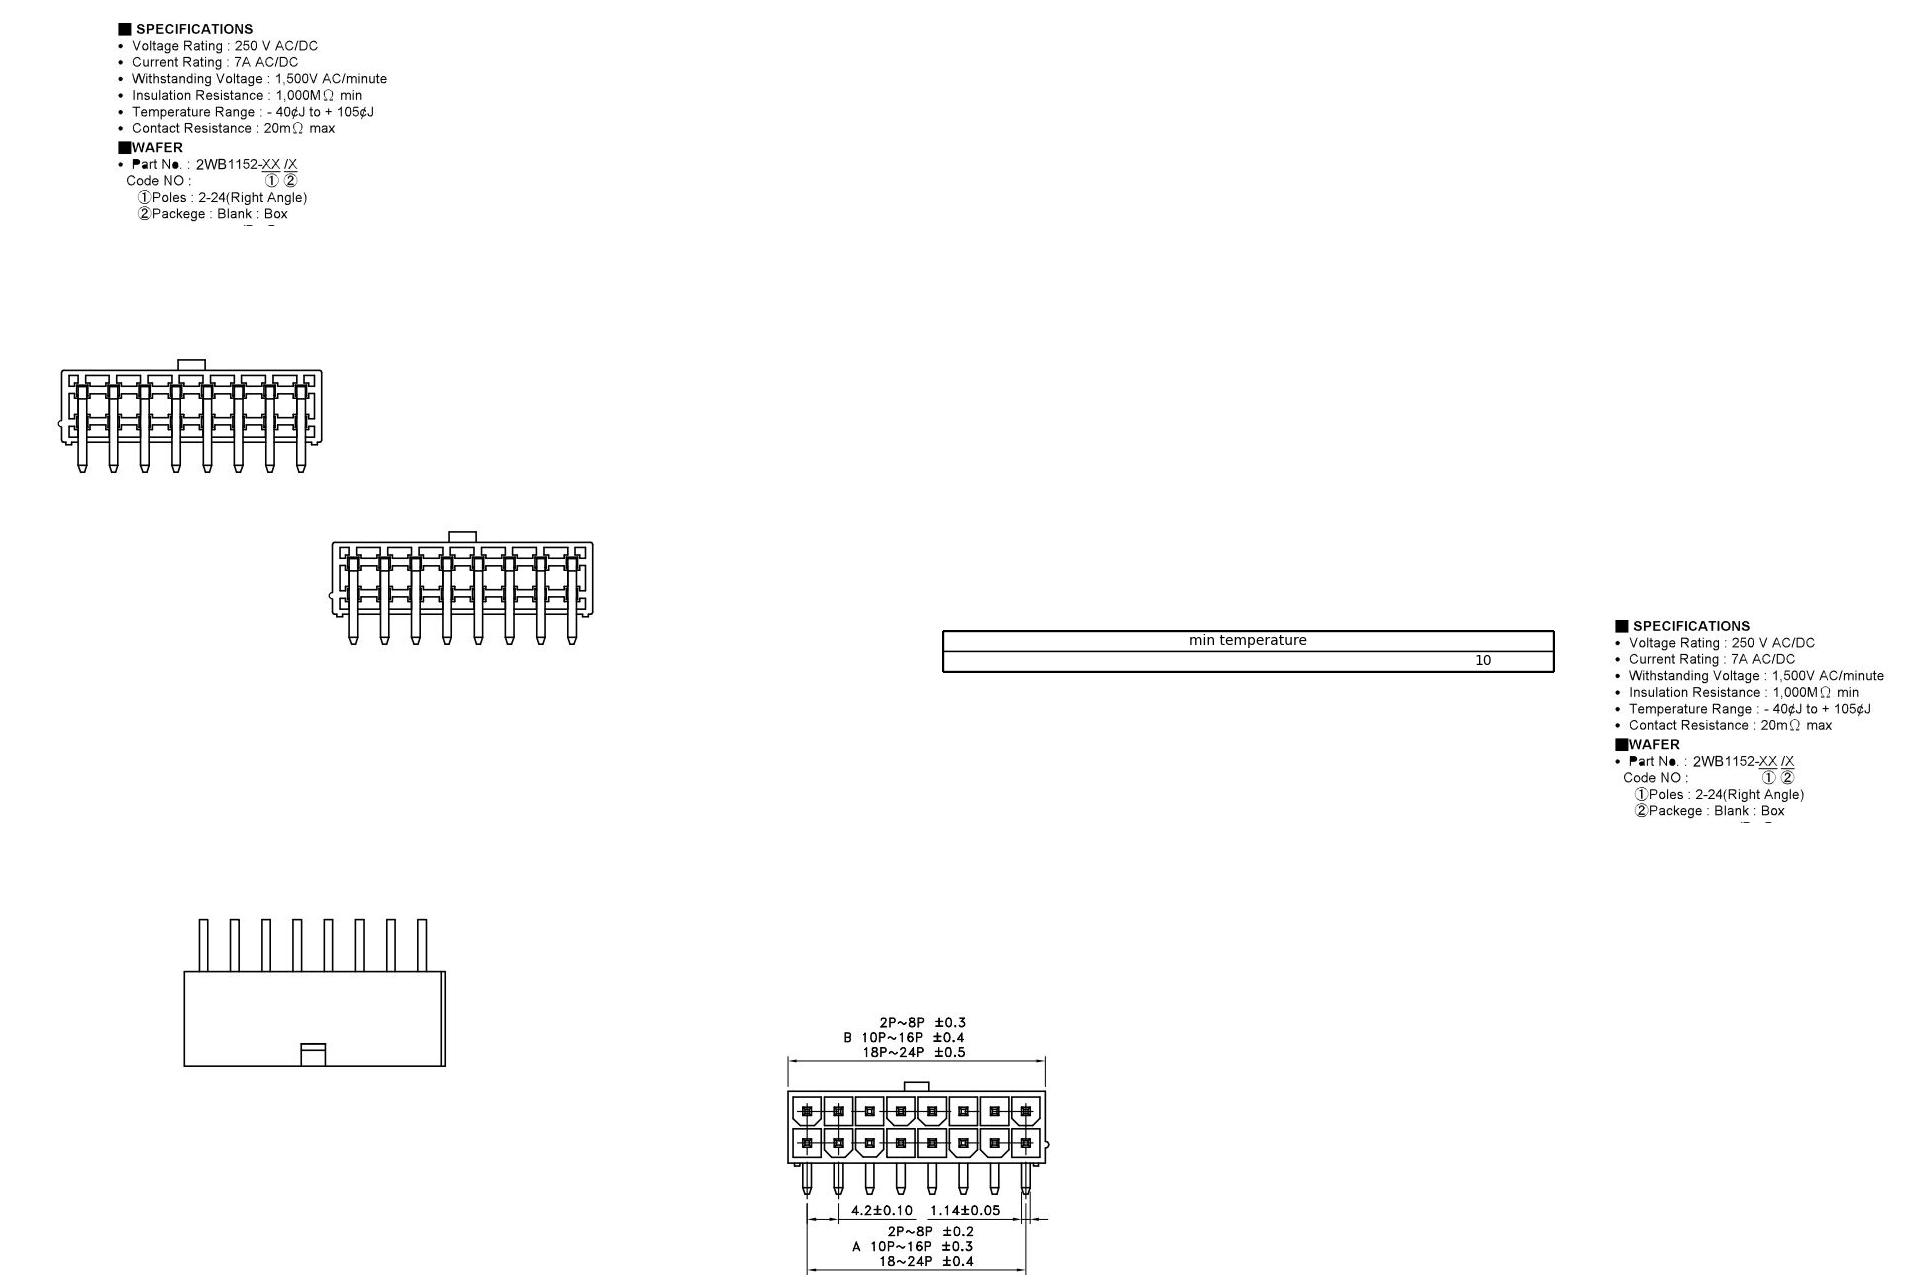 ■ SPECIFICATIONS
• Voltage Rating : 250 V AC/DC
• Current Rating : 7A AC/DC
• Withstanding Voltage : 1,500V AC/minute
• Insulation Resistance : 1,000MΩ min
• Temperature Range : - 40¢J to + 105¢J
• Contact Resistance : 20mΩ max
■WAFER
• Part No. : 2WB1152-XX /X
Code NO : ① ②
①Poles : 2-24(Right Angle)
②Packege : Blank : Box
min temperature
10
■ SPECIFICATIONS
• Voltage Rating : 250 V AC/DC
• Current Rating : 7A AC/DC
• Withstanding Voltage : 1,500V AC/minute
• Insulation Resistance : 1,000MΩ min
• Temperature Range : - 40¢J to + 105¢J
• Contact Resistance : 20mΩ max
■WAFER
• Part No. : 2WB1152-XX /X
Code NO : ① ②
①Poles : 2-24(Right Angle)
②Packege : Blank : Box
2P~8P ±0.3
B 10P~16P ±0.4
18P~24P ±0.5
4.2±0.10 1.14±0.05
2P~8P ±0.2
A 10P~16P ±0.3
18~24P ±0.4